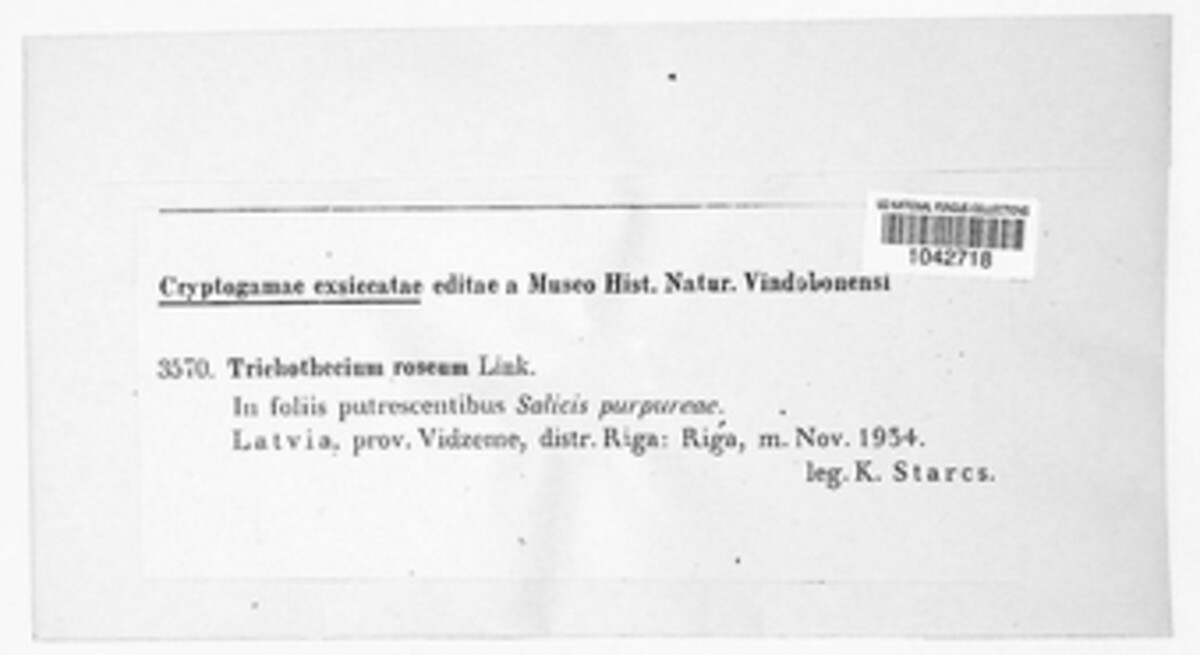 US NATIONAL FUNGUS COLLECTIONS
1042718
Cryptogamae exsiccatae editae a Museo Hist. Natur. Vindobonensi
3570. Trichothecium roseum Link.
In foliis putrescentibus Salicis purpureae.
Latvia, prov. Vidzeme, distr. Riga: Riga, m. Nov. 1934.
leg. K. Starcs.